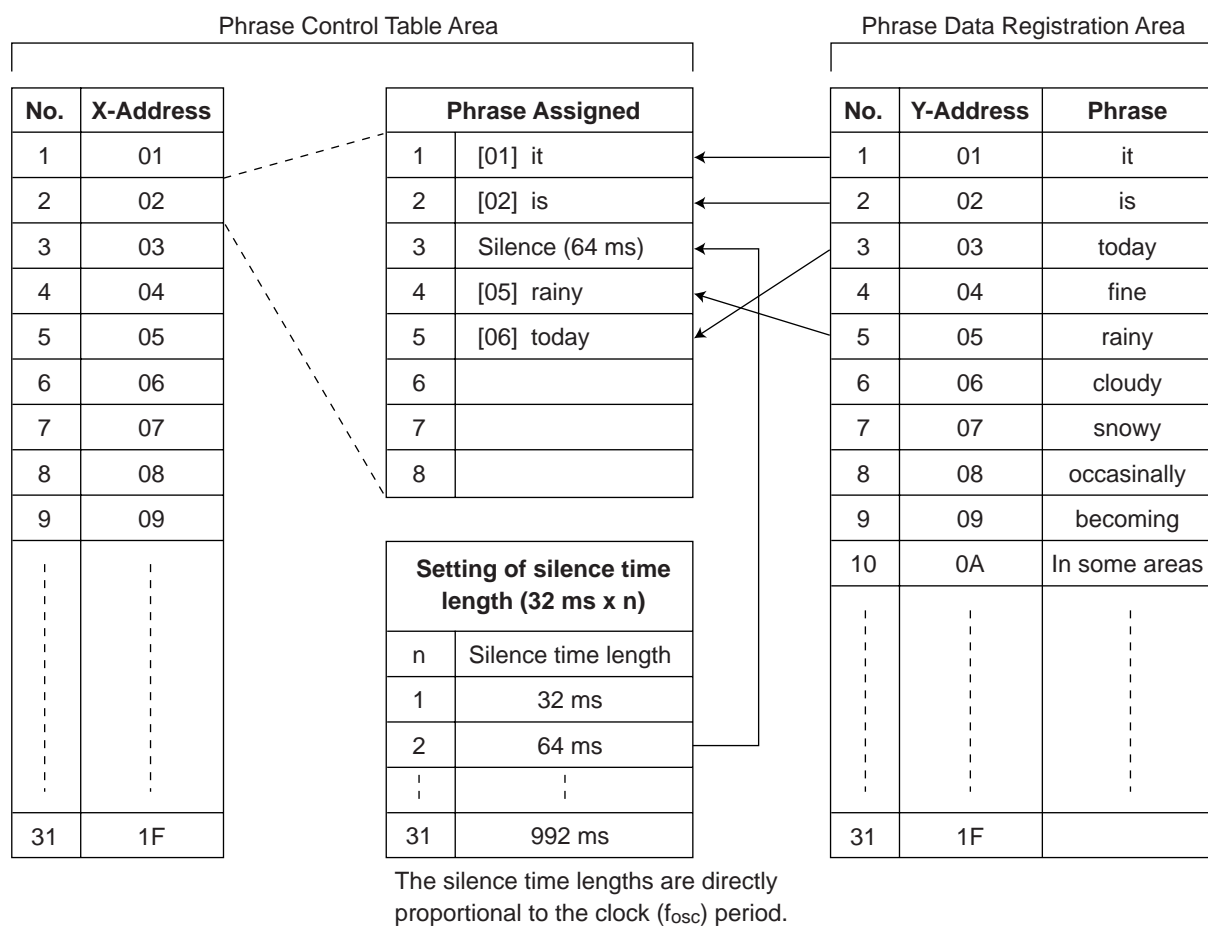 Phrase Control Table Area
Phrase Data Registration Area
No. X-Address
1 01
2 02
3 03
4 04
5 05
6 06
7 07
8 08
9 09
31 1F
Phrase Assigned
1 [01] it
2 [02] is
3 Silence (64 ms)
4 [05] rainy
5 [06] today
6
7
8
Setting of silence time
length (32 ms x n)
n Silence time length
1 32 ms
2 64 ms
31 992 ms
The silence time lengths are directly
proportional to the clock (fosc) period.
No. Y-Address Phrase
1 01 it
2 02 is
3 03 today
4 04 fine
5 05 rainy
6 06 cloudy
7 07 snowy
8 08 occasinally
9 09 becoming
10 0A In some areas
31 1F